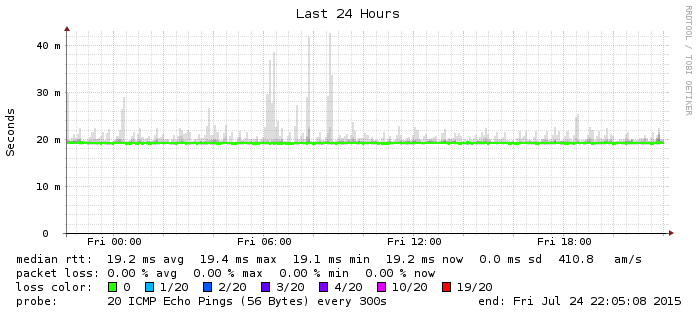 Last 24 Hours
RRDTOOL / TOBI OETIKER
Seconds
40 m
30 m
20 m
10 m
0
Fri 00:00 Fri 06:00 Fri 12:00 Fri 18:00
median rtt: 19.2 ms avg 19.4 ms max 19.1 ms min 19.2 ms now 0.0 ms sd 410.8 am/s
packet loss: 0.00 % avg 0.00 % max 0.00 % min 0.00 % now
loss color: 0 1/20 2/20 3/20 4/20 10/20 19/20
probe: 20 ICMP Echo Pings (56 Bytes) every 300s end: Fri Jul 24 22:05:08 2015